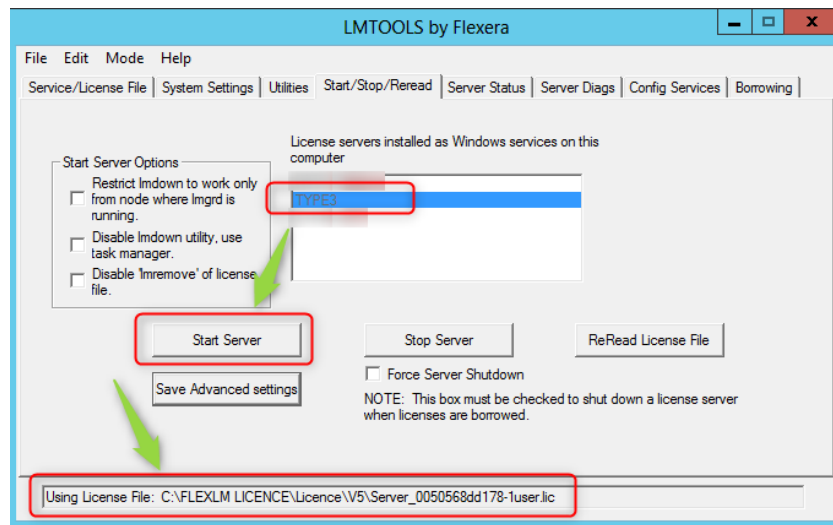 LMTOOLS by Flexera
File Edit Mode Help
Service/License File System Settings Utilities Start/Stop/Reread Server Status Server Diags Config Services Borrowing
License servers installed as Windows services on this
computer
TYPE3
Start Server Options
Restrict lmdown to work only
from node where lmgrd is
running.
Disable lmdown utility, use
task manager.
Disable 'lmremove' of license
file.
Start Server
Stop Server
ReRead License File
Save Advanced settings
Force Server Shutdown
NOTE: This box must be checked to shut down a license server
when licenses are borrowed.
Using License File: C:\FLEXLM LICENCE\Licence\V5\Server_0050568dd178-1user.lic